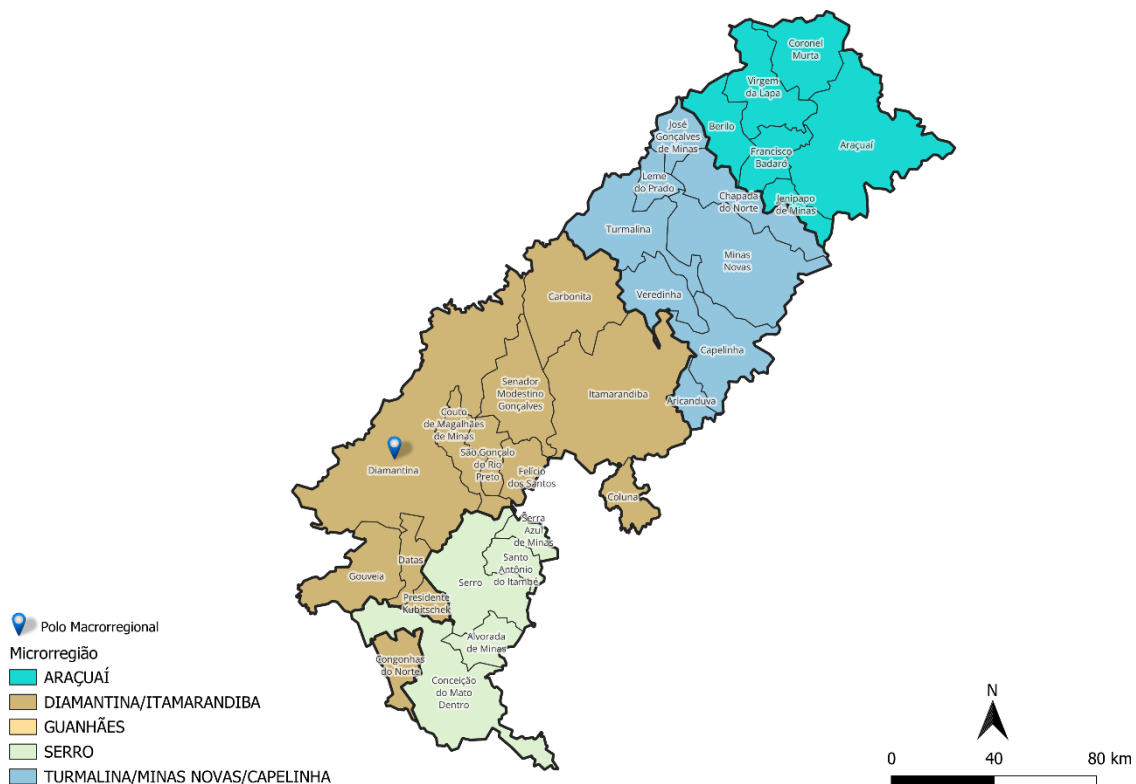 Coronel
Murta
Virgem
da Lapa
Berilo
José
Gonçalves
de Minas
Francisco
Badaró
Araçuaí
Leme
do Prado
Chapada
do Norte
Jenipapo
de Minas
Turmalina
Minas
Novas
Veredinha
Carbonita
Capelinha
Aricanduva
Itamarandiba
Senador
Modestino
Gonçalves
Couto
de Magalhães
de Minas
São Gonçalo
do Rio
Preto
Felício
dos Santos
Diamantina
Coluna
Serra
Azul
de Minas
Santo
Antônio
do Itambé
Datas
Gouveia
Serro
Presidente
Kubitschek
Alvorada
de Minas
Congonhas
do Norte
Conceição
do Mato
Dentro
Polo Macrorregional
Microrregião
ARAÇUAÍ
DIAMANTINA/ITAMARANDIBA
GUANHÃES
SERRO
TURMALINA/MINAS NOVAS/CAPELINHA
N
0 40 80 km